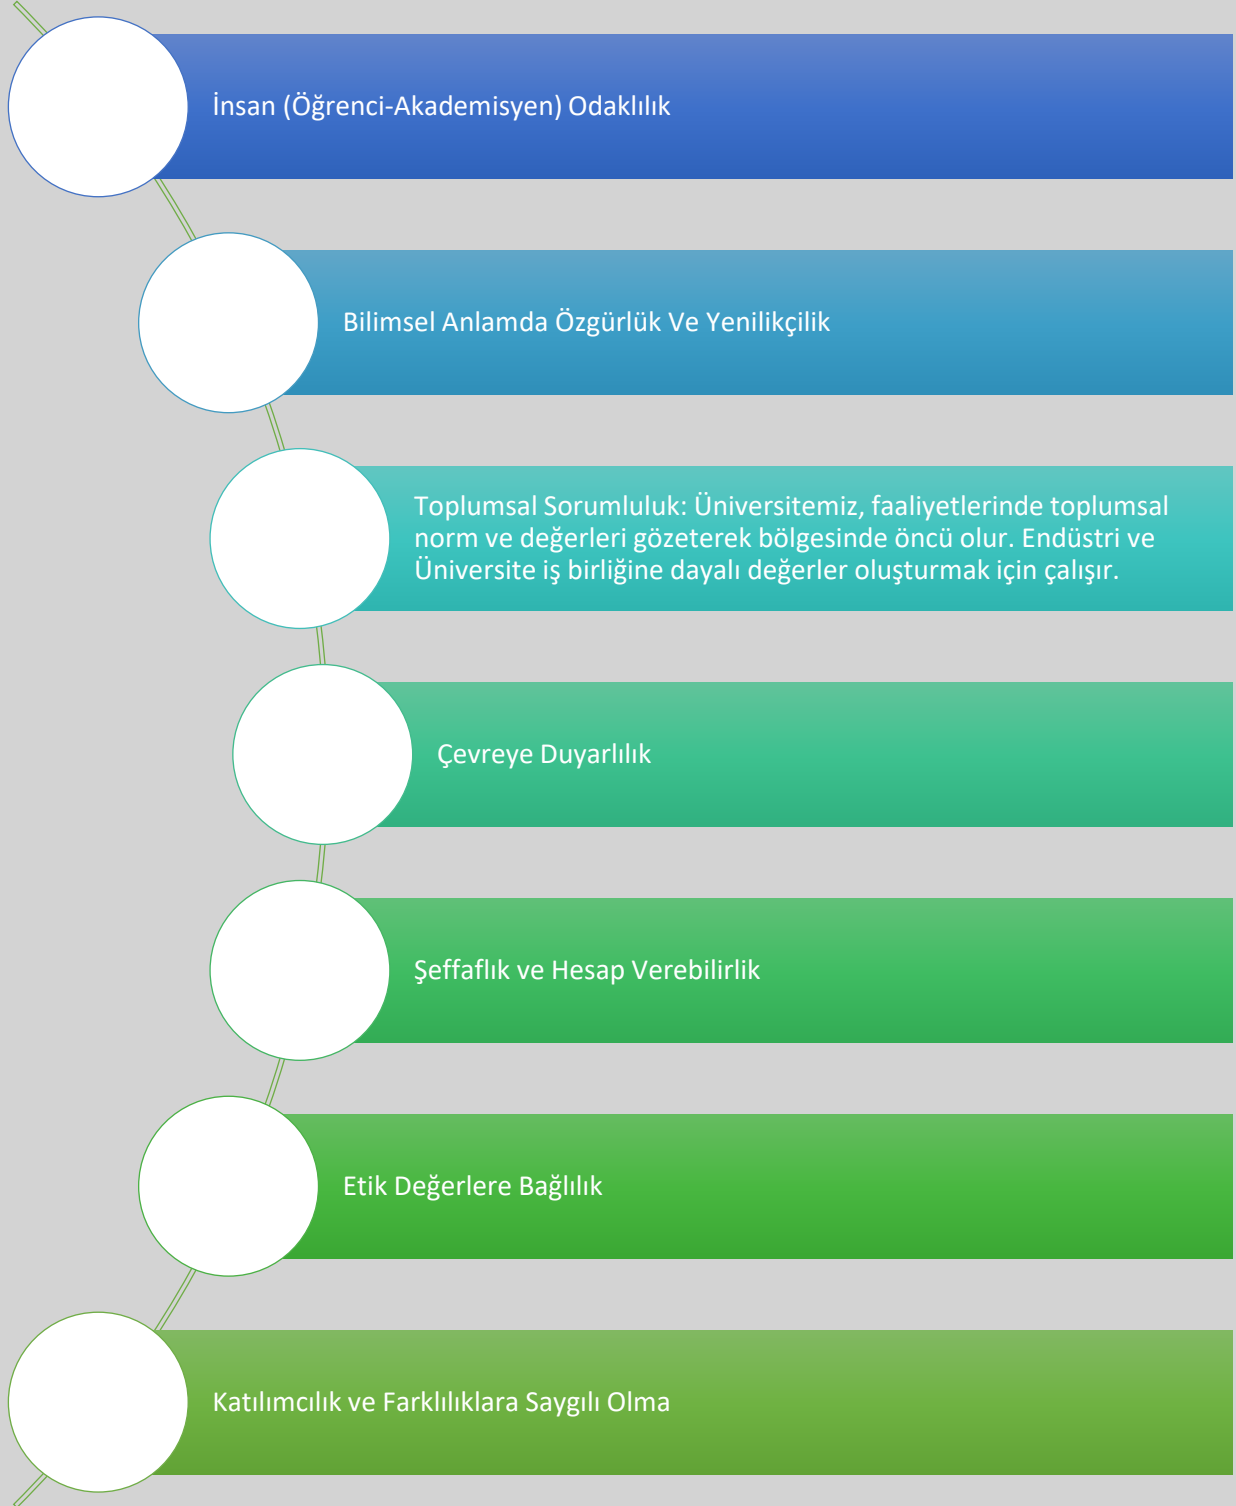 İnsan (Öğrenci-Akademisyen) Odaklılık
Bilimsel Anlamda Özgürlük Ve Yenilikçilik
Toplumsal Sorumluluk: Üniversitemiz, faaliyetlerinde toplumsal
norm ve değerleri gözeterek bölgesinde öncü olur. Endüstri ve
Üniversite iş birliğine dayalı değerler oluşturmak için çalışır.
Çevreye Duyarlılık
Şeffaflık ve Hesap Verebilirlik
Etik Değerlere Bağlılık
Katılımcılık ve Farklılıklara Saygılı Olma